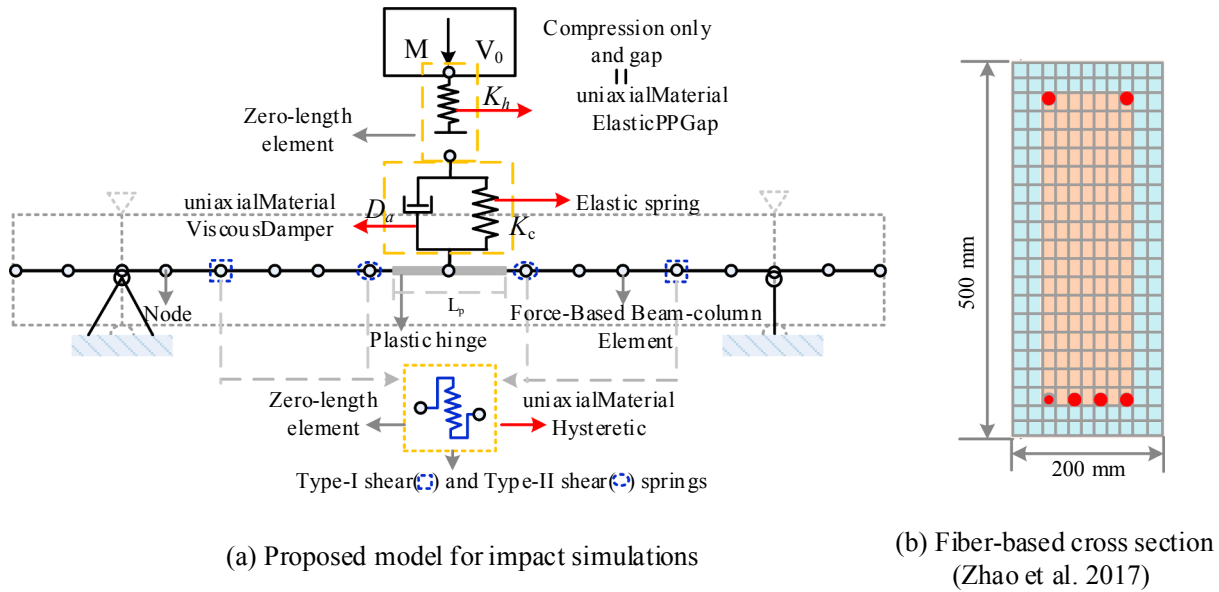 M V₀
Compression only
and gap
=
uniaxialMaterial
ElasticPPGap
Kₕ
Zero-length
element
uniaxialMaterial
ViscousDamper
Dₐ
K_c
Elastic spring
Node
Lₚ
Plastic hinge
Force-Based Beam-column
Element
Zero-length
element
uniaxialMaterial
Hysteretic
Type-I shear( ) and Type-II shear( ) springs
(a) Proposed model for impact simulations
500 mm
200 mm
(b) Fiber-based cross section
(Zhao et al. 2017)